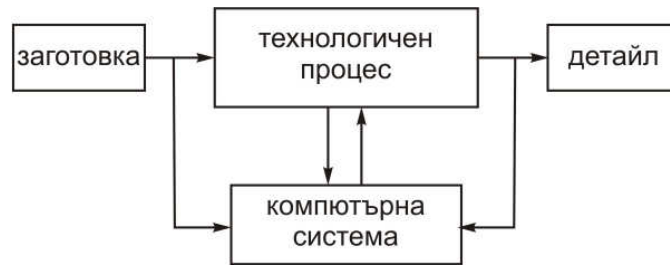 заготовка
технологичен
процес
детайл
компютърна
система